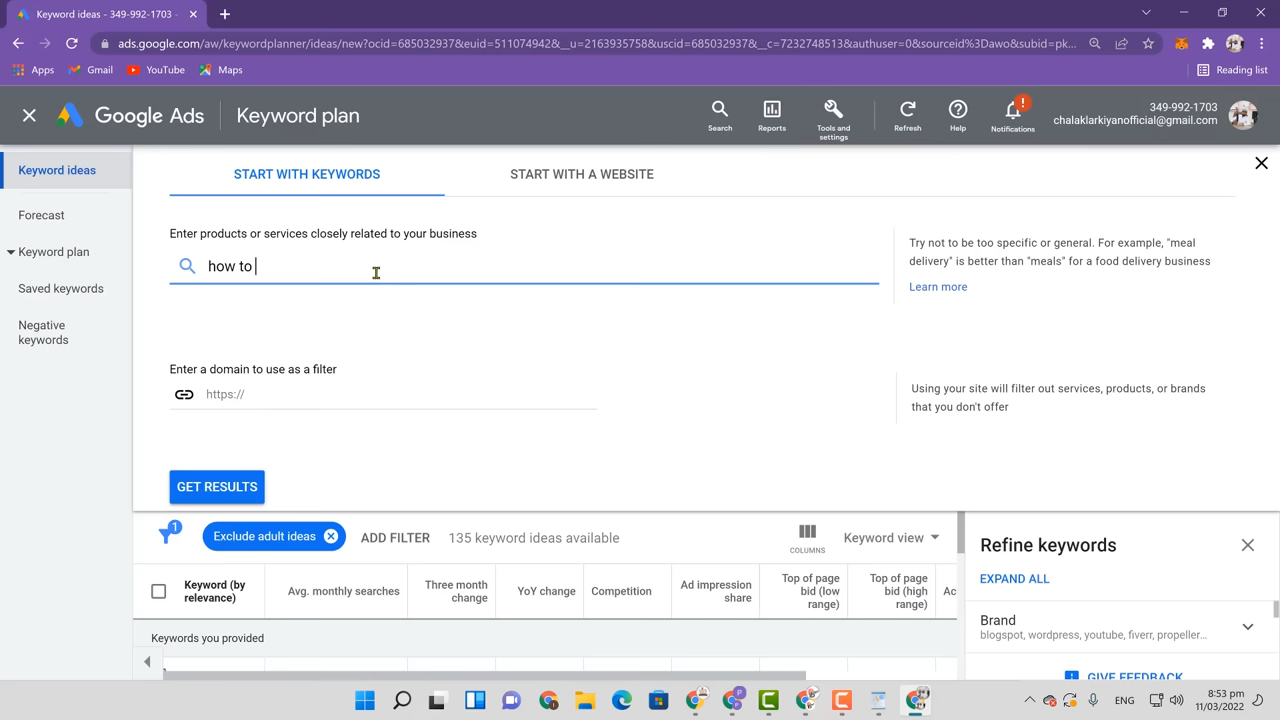 Keyword ideas - 349-992-1703 -
ads.google.com/aw/keywordplanner/ideas/new?ocid=685032937&euid=511074942&__u=2163935758&uscid=685032937&__c=7232748513&authuser=0&sourceid%3Dawo&subid=pk...
Apps Gmail YouTube Maps Reading list
Google Ads Keyword plan
Search Reports Tools and settings Refresh Help Notifications
349-992-1703
chalaklarkiyanofficial@gmail.com
Keyword ideas
Forecast
Keyword plan
Saved keywords
Negative
keywords
START WITH KEYWORDS START WITH A WEBSITE
Enter products or services closely related to your business
how to
Try not to be too specific or general. For example, "meal
delivery" is better than "meals" for a food delivery business
Learn more
Enter a domain to use as a filter
https://
Using your site will filter out services, products, or brands
that you don't offer
GET RESULTS
1
Exclude adult ideas ADD FILTER 135 keyword ideas available
COLUMNS
Keyword view
Keyword (by
relevance)
Avg. monthly searches
Three month
change
YoY change
Competition
Ad impression
share
Top of page
bid (low
range)
Top of page
bid (high
range)
Ac
Keywords you provided
Refine keywords
EXPAND ALL
Brand
blogspot, wordpress, youtube, fiverr, propeller...
GIVE FEEDBACK
ENG
8:53 pm
11/03/2022